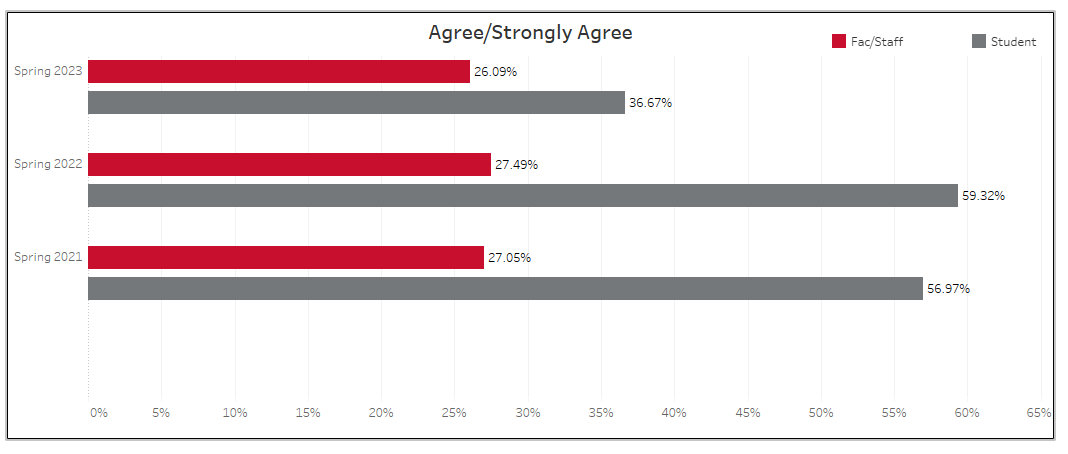 Agree/Strongly Agree
Fac/Staff Student
Spring 2023 26.09%
36.67%
Spring 2022 27.49%
59.32%
Spring 2021 27.05%
56.97%
0% 5% 10% 15% 20% 25% 30% 35% 40% 45% 50% 55% 60% 65%